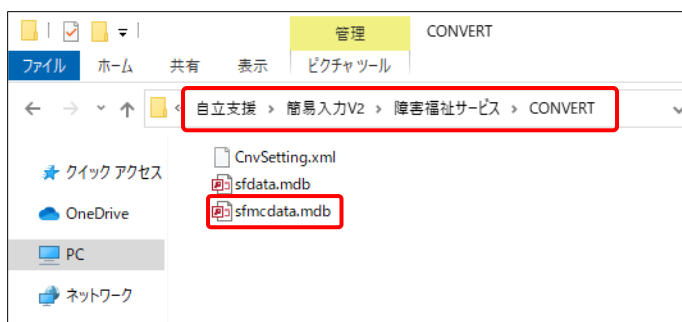 管理 CONVERT
ファイル ホーム 共有 表示 ピクチャ ツール
« 自立支援 > 簡易入力V2 > 障害福祉サービス > CONVERT
クイック アクセス
OneDrive
PC
ネットワーク
CnvSetting.xml
sfdata.mdb
sfmcdata.mdb